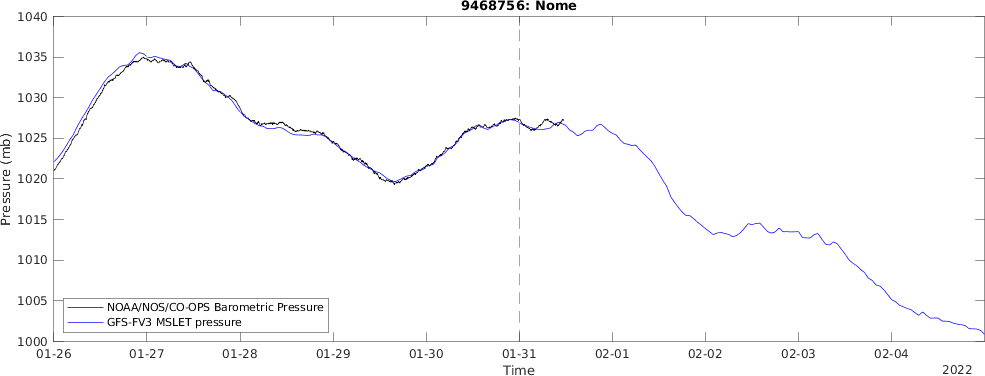 9468756: Nome
1040
1035
1030
1025
1020
1015
1010
1005
1000
Pressure (mb)
NOAA/NOS/CO-OPS Barometric Pressure
GFS-FV3 MSLET pressure
01-26 01-27 01-28 01-29 01-30 01-31 02-01 02-02 02-03 02-04
Time
2022